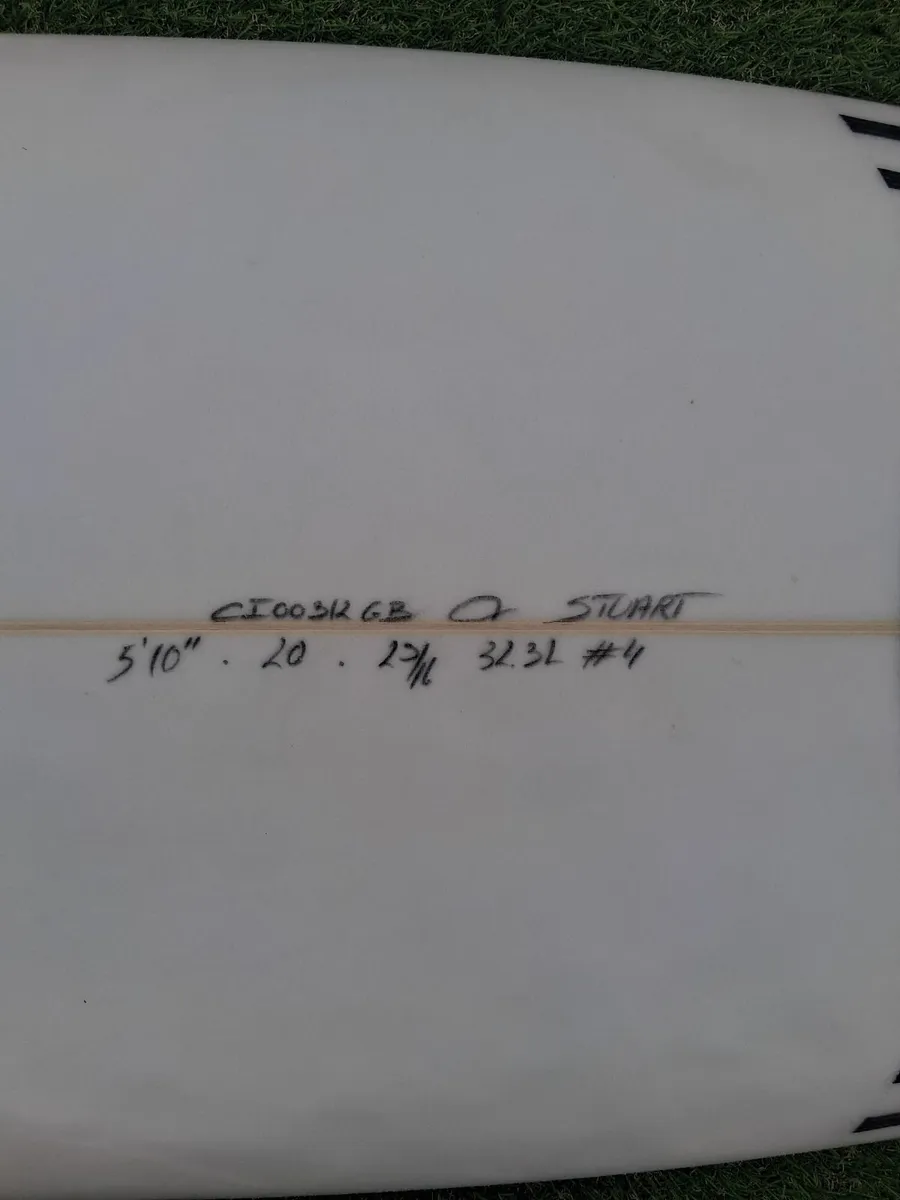 CI00312GB STUART
5'10" . 20 . 2 7/16 32.3L #4